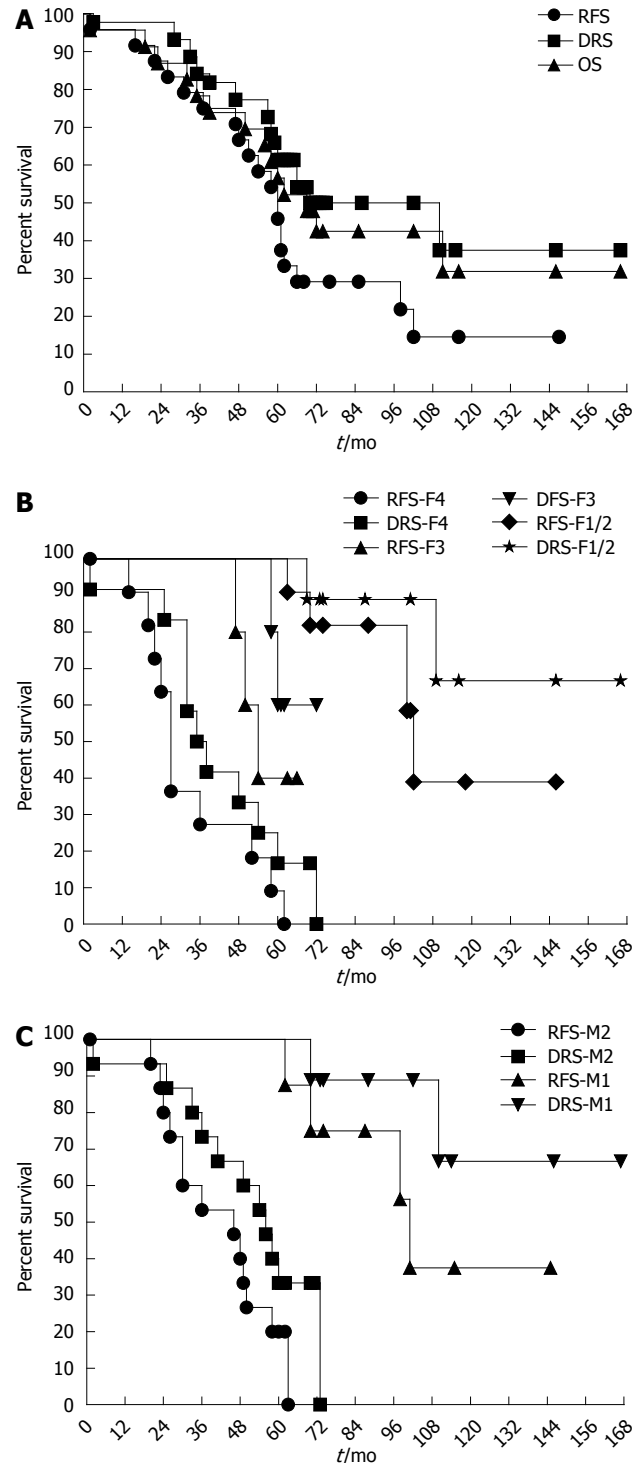 A
RFS
DRS
OS
Percent survival
100
90
80
70
60
50
40
30
20
10
0
0 12 24 36 48 60 72 84 96 108 120 132 144 156 168
t/mo
B
RFS-F4 DFS-F3
DRS-F4 RFS-F1/2
RFS-F3 DRS-F1/2
Percent survival
100
90
80
70
60
50
40
30
20
10
0
0 12 24 36 48 60 72 84 96 108 120 132 144 156 168
t/mo
C
RFS-M2
DRS-M2
RFS-M1
DRS-M1
Percent survival
100
90
80
70
60
50
40
30
20
10
0
0 12 24 36 48 60 72 84 96 108 120 132 144 156 168
t/mo